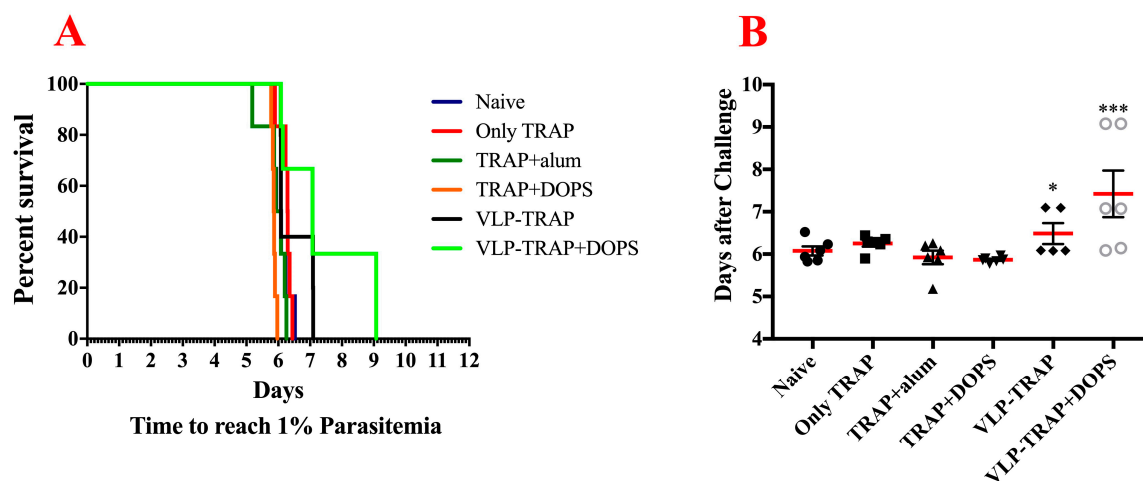 A
Percent survival
100
80
60
40
20
0
0 1 2 3 4 5 6 7 8 9 10 11 12
Days
Time to reach 1% Parasitemia
Naive
Only TRAP
TRAP+alum
TRAP+DOPS
VLP-TRAP
VLP-TRAP+DOPS
B
Days after Challenge
10
9
8
7
6
5
4
*
***
Naive
Only TRAP
TRAP+alum
TRAP+DOPS
VLP-TRAP
VLP-TRAP+DOPS